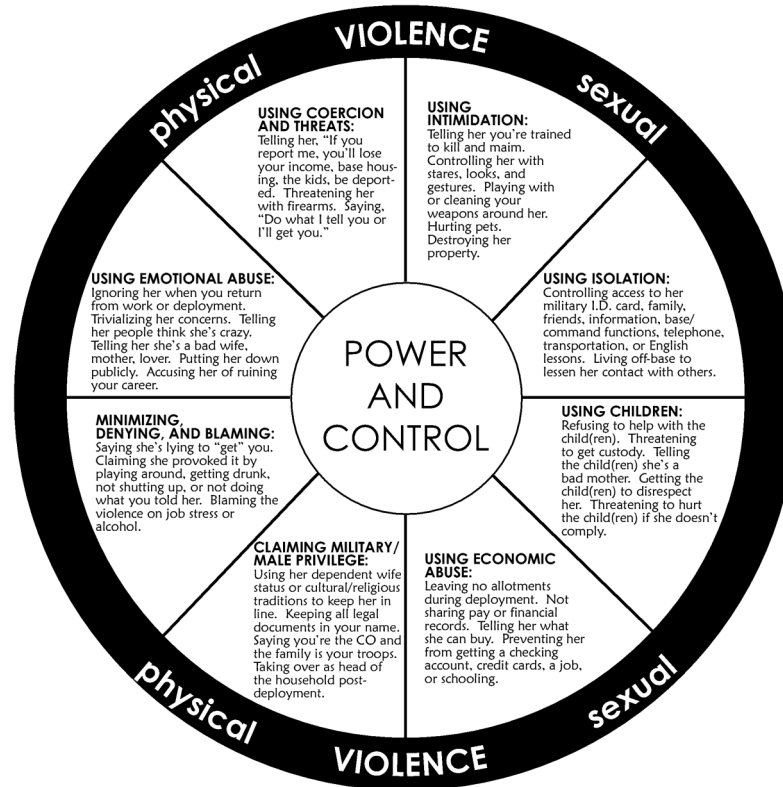 physical VIOLENCE sexual
USING COERCION
AND THREATS:
Telling her, “If you
report me, you’ll lose
your income, base hous-
ing, the kids, be deport-
ed.  Threatening her
with firearms.  Saying,
“Do what I tell you or
I’ll get you.”
USING
INTIMIDATION:
Telling her you’re trained
to kill and maim.
Controlling her with
stares, looks, and
gestures.  Playing with
or cleaning your
weapons around her.
Hurting pets.
Destroying her
property.
USING EMOTIONAL ABUSE:
Ignoring her when you return
from work or deployment.
Trivializing her concerns.  Telling
her people think she’s crazy.
Telling her she’s a bad wife,
mother, lover.  Putting her down
publicly.  Accusing her of ruining
your career.
USING ISOLATION:
Controlling access to her
military I.D. card, family,
friends, information, base/
command functions, telephone,
transportation, or English
lessons.  Living off-base to
lessen her contact with others.
POWER
AND
CONTROL
MINIMIZING,
DENYING, AND BLAMING:
Saying she’s lying to “get” you.
Claiming she provoked it by
playing around, getting drunk,
not shutting up, or not doing
what you told her.  Blaming the
violence on job stress or
alcohol.
USING CHILDREN:
Refusing to help with the
child(ren).  Threatening
to get custody.  Telling
the child(ren) she’s a
bad mother.  Getting the
child(ren) to disrespect
her.  Threatening to hurt
the child(ren) if she doesn’t
comply.
CLAIMING MILITARY/
MALE PRIVILEGE:
Using her dependent wife
status or cultural/religious
traditions to keep her in
line.  Keeping all legal
documents in your name.
Saying you’re the CO and
the family is your troops.
Taking over as head of
the household post-
deployment.
USING ECONOMIC
ABUSE:
Leaving no allotments
during deployment.  Not
sharing pay or financial
records.  Telling her what
she can buy.  Preventing her
from getting a checking
account, credit cards, a job,
or schooling.
physical VIOLENCE sexual